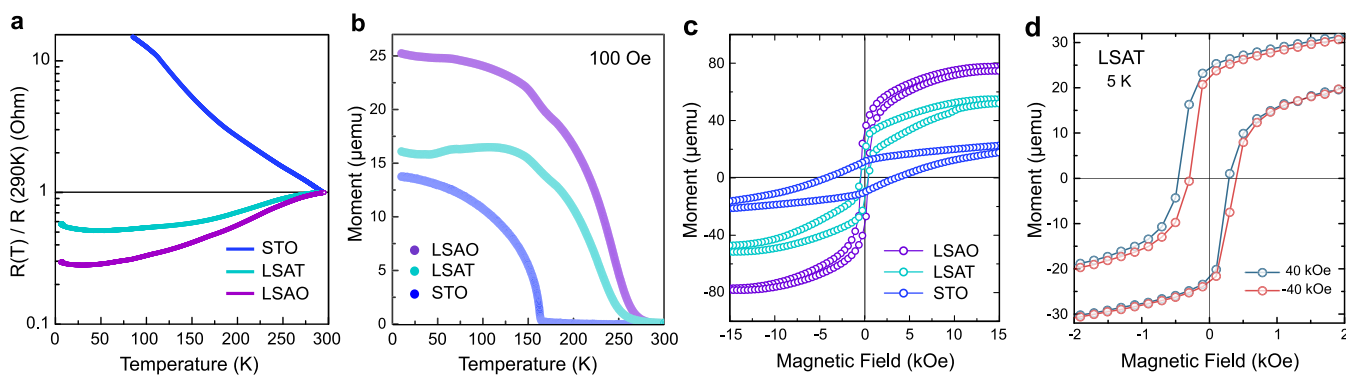 a
R(T) / R (290K) (Ohm)
10
1
0.1
STO
LSAT
LSAO
0 50 100 150 200 250 300
Temperature (K)
b
Moment (µemu)
25
20
15
10
5
0
100 Oe
LSAO
LSAT
STO
0 50 100 150 200 250 300
Temperature (K)
c
Moment (µemu)
80
40
0
-40
-80
LSAO
LSAT
STO
-15 -10 -5 0 5 10 15
Magnetic Field (kOe)
d
Moment (µemu)
30
20
10
0
-10
-20
-30
LSAT
5 K
40 kOe
-40 kOe
-2 -1 0 1 2
Magnetic Field (kOe)